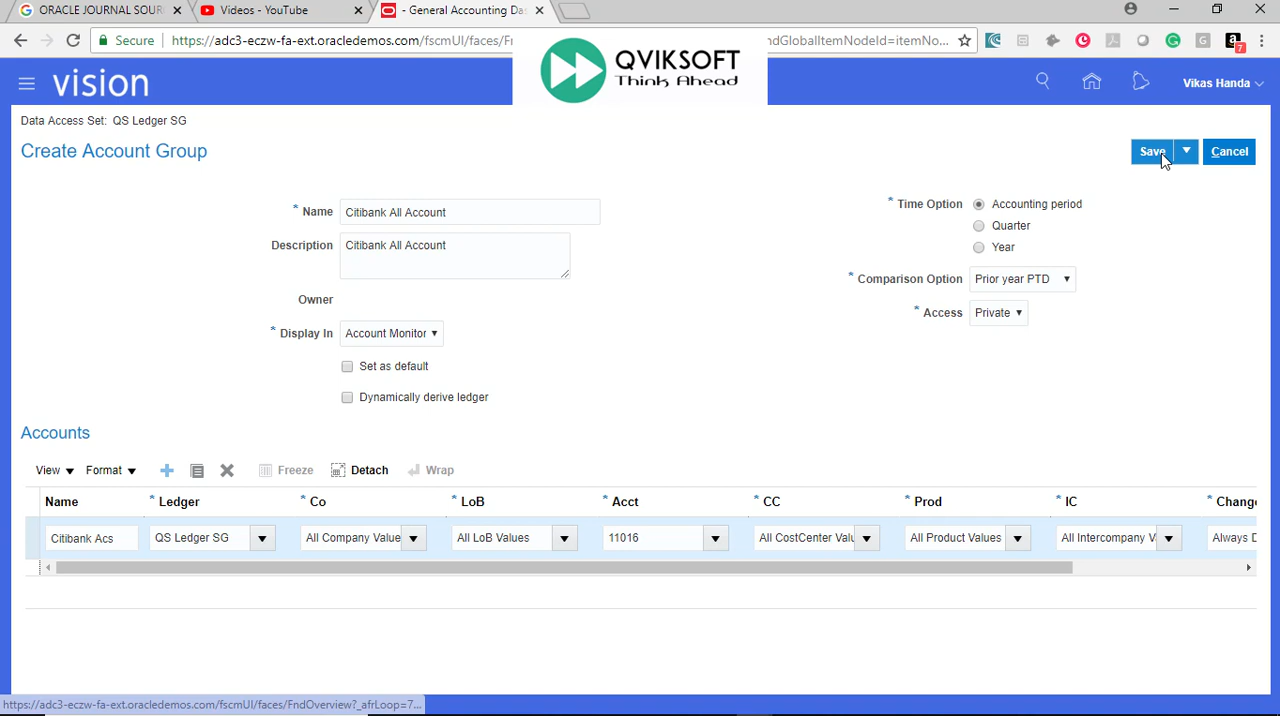 ORACLE JOURNAL SOUR
Videos - YouTube
- General Accounting Da
Secure
https://adc3-eczw-fa-ext.oracledemos.com/fscmUI/faces/Fr
ndGlobalItemNodeId=itemNo...
7
QVIKSOFT
Think Ahead
vision
Vikas Handa
Data Access Set: QS Ledger SG
Create Account Group
Save
Cancel
* Name Citibank All Account
Description Citibank All Account
Owner
* Display In Account Monitor
Set as default
Dynamically derive ledger
* Time Option Accounting period
Quarter
Year
* Comparison Option Prior year PTD
* Access Private
Accounts
View Format Freeze Detach Wrap
Name * Ledger * Co * LoB * Acct * CC * Prod * IC * Change
Citibank Acs QS Ledger SG All Company Value All LoB Values 11016 All CostCenter Valu All Product Values All Intercompany V Always D
https://adc3-eczw-fa-ext.oracledemos.com/fscmUI/faces/FndOverview?_afrLoop=7...